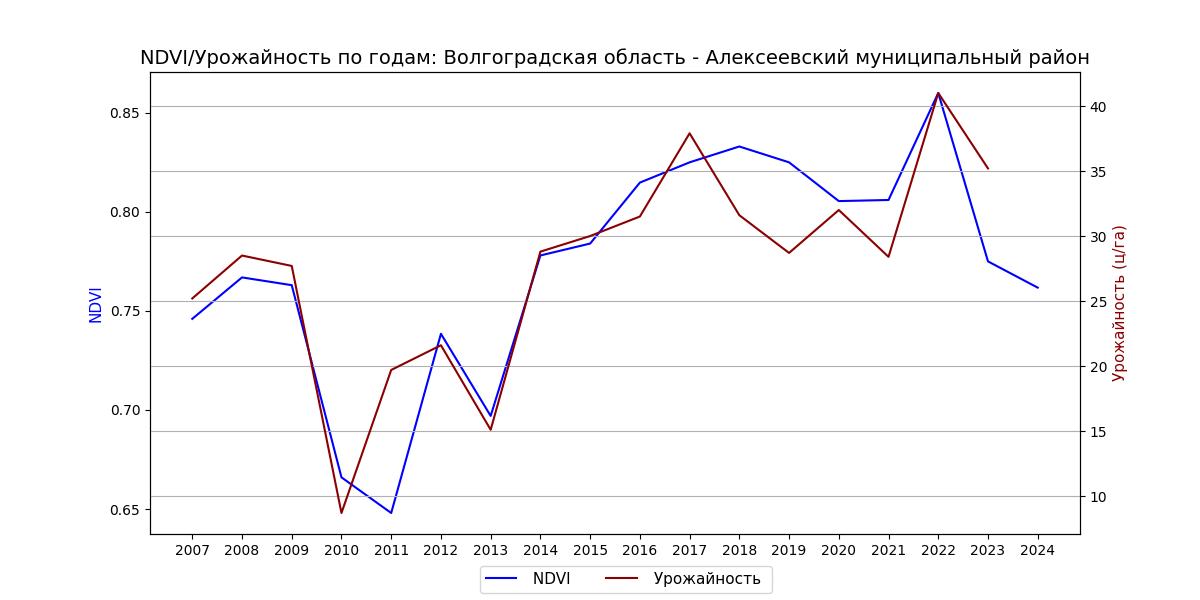 NDVI/Урожайность по годам: Волгоградская область - Алексеевский муниципальный район
0.85
0.80
0.75
0.70
0.65
NDVI
40
35
30
25
20
15
10
Урожайность (ц/га)
2007 2008 2009 2010 2011 2012 2013 2014 2015 2016 2017 2018 2019 2020 2021 2022 2023 2024
NDVI Урожайность